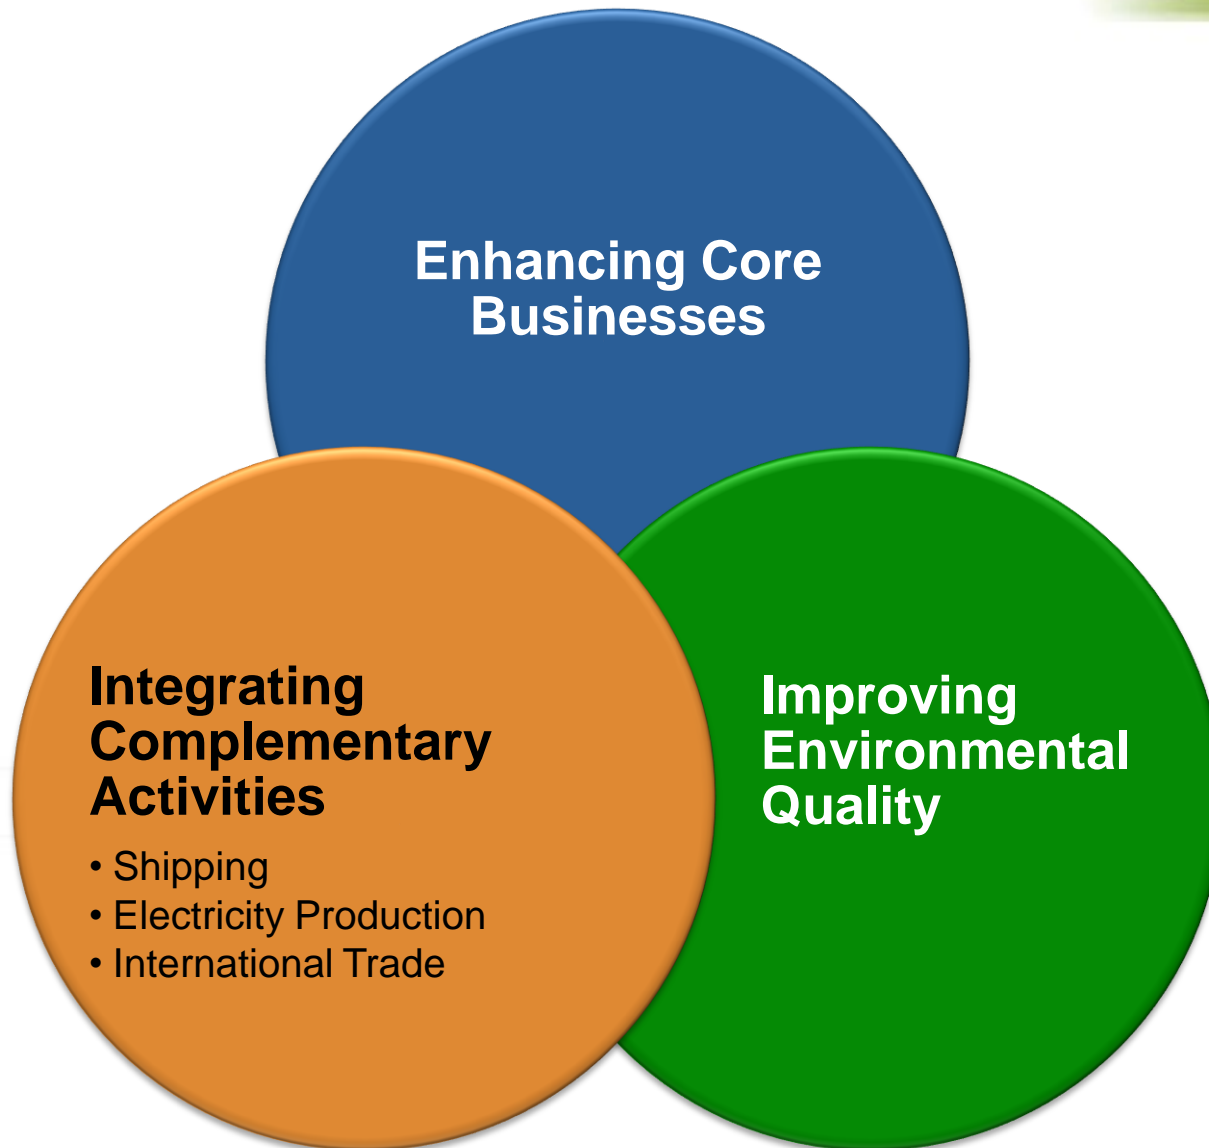 Enhancing Core
Businesses
Integrating
Complementary
Activities
• Shipping
• Electricity Production
• International Trade
Improving
Environmental
Quality